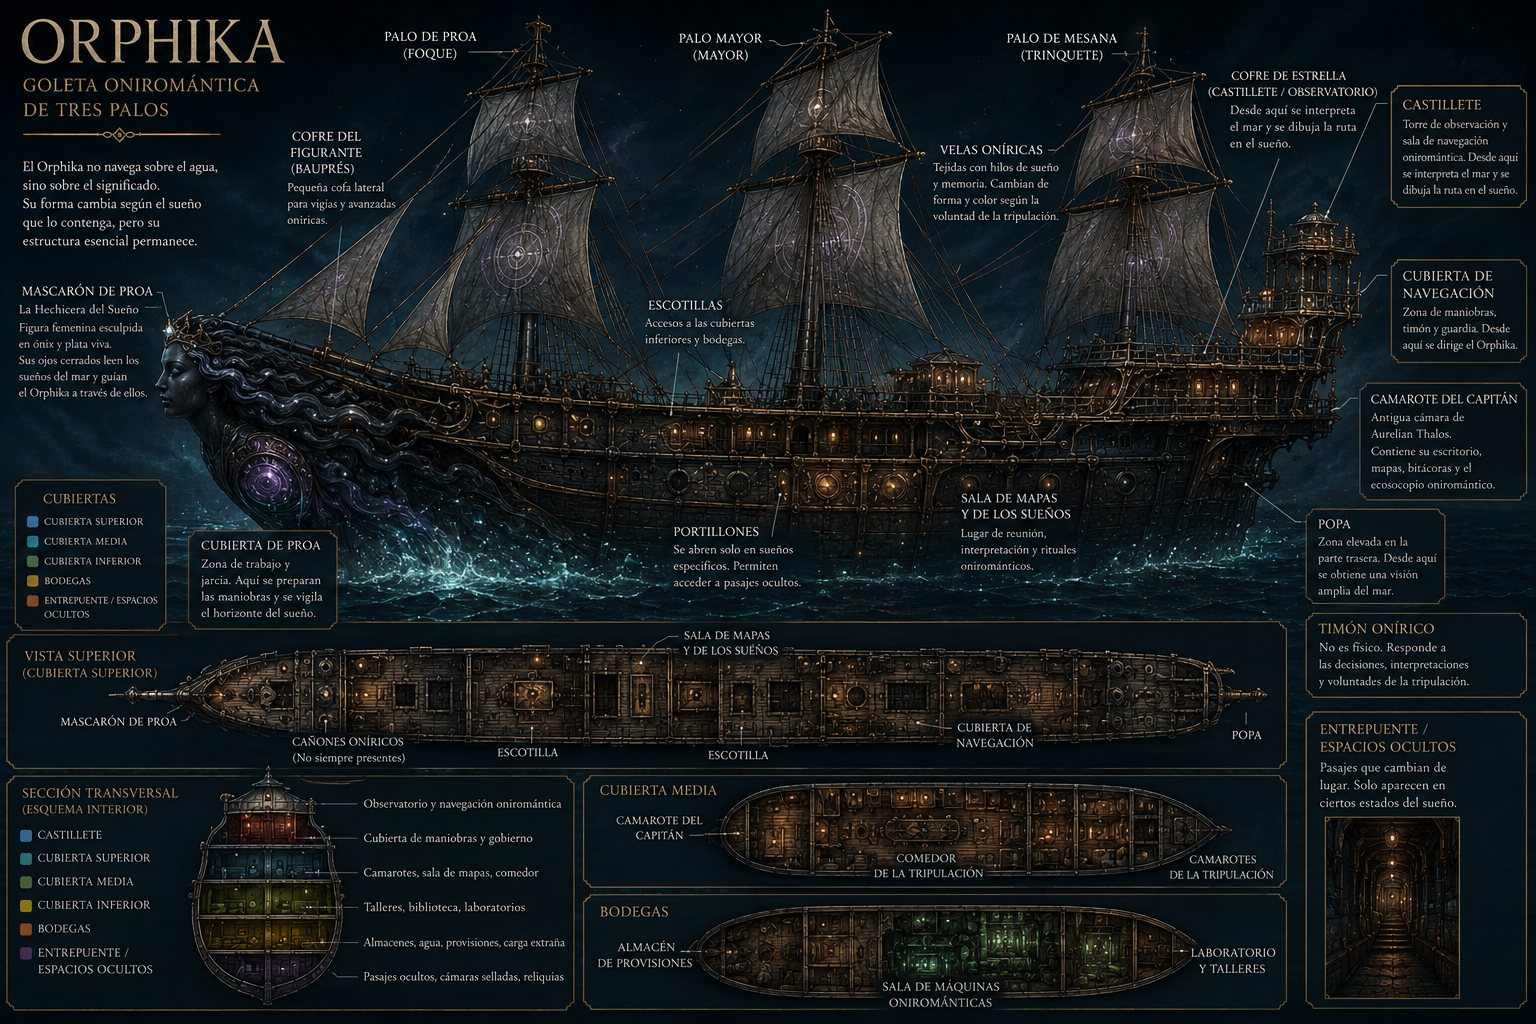 ORPHIKA
GOLETA ONIROMÁNTICA
DE TRES PALOS
El Orphika no navega sobre el agua,
sino sobre el significado.
Su forma cambia según el sueño
que lo contenga, pero su
estructura esencial permanece.
PALO DE PROA
(FOQUE)
PALO MAYOR
(MAYOR)
PALO DE MESANA
(TRINQUETE)
COFRE DE ESTRELLA
(CASTILLETE / OBSERVATORIO)
Desde aquí se interpreta
el mar y se dibuja la ruta
en el sueño.
CASTILLETE
Torre de observación y
sala de navegación
oniromántica. Desde aquí
se interpreta el mar y se
dibuja la ruta en el sueño.
COFRE DEL
FIGURANTE
(BAUPRÉS)
Pequeña cofa lateral
para vigías y avanzadas
oníricas.
VELAS ONÍRICAS
Tejidas con hilos de sueño
y memoria. Cambian de
forma y color según la
voluntad de la tripulación.
MASCARÓN DE PROA
La Hechicera del Sueño
Figura femenina esculpida
en ónix y plata viva.
Sus ojos cerrados leen los
sueños del mar y guían
el Orphika a través de ellos.
ESCOTILLAS
Accesos a las cubiertas
inferiores y bodegas.
CUBIERTA DE
NAVEGACIÓN
Zona de maniobras,
timón y guardia. Desde
aquí se dirige el Orphika.
CAMAROTE DEL CAPITÁN
Antigua cámara de
Aurelian Thalos.
Contiene su escritorio,
mapas, bitácoras y el
ecosocopio oniromántico.
CUBIERTAS
CUBIERTA SUPERIOR
CUBIERTA MEDIA
CUBIERTA INFERIOR
BODEGAS
ENTREPUENTE / ESPACIOS
OCULTOS
CUBIERTA DE PROA
Zona de trabajo y
jarcia. Aquí se preparan
las maniobras y se vigila
el horizonte del sueño.
PORTILLONES
Se abren solo en sueños
específicos. Permiten
acceder a pasajes ocultos.
SALA DE MAPAS
Y DE LOS SUEÑOS
Lugar de reunión,
interpretación y rituales
onirománticos.
POPA
Zona elevada en la
parte trasera. Desde aquí
se obtiene una visión
amplia del mar.
TIMÓN ONÍRICO
No es físico. Responde a
las decisiones, interpretaciones
y voluntades de la tripulación.
VISTA SUPERIOR
(CUBIERTA SUPERIOR)
SALA DE MAPAS
Y DE LOS SUEÑOS
MASCARÓN DE PROA
CAÑONES ONÍRICOS
(No siempre presentes)
ESCOTILLA
ESCOTILLA
CUBIERTA DE
NAVEGACIÓN
POPA
SECCIÓN TRANSVERSAL
(ESQUEMA INTERIOR)
CASTILLETE
CUBIERTA SUPERIOR
CUBIERTA MEDIA
CUBIERTA INFERIOR
BODEGAS
ENTREPUENTE /
ESPACIOS OCULTOS
Observatorio y navegación oniromántica
Cubierta de maniobras y gobierno
Camarotes, sala de mapas, comedor
Talleres, biblioteca, laboratorios
Almacenes, agua, provisiones, carga extraña
Pasajes ocultos, cámaras selladas, reliquias
CUBIERTA MEDIA
CAMAROTE DEL
CAPITÁN
COMEDOR
DE LA TRIPULACIÓN
CAMAROTES
DE LA TRIPULACIÓN
BODEGAS
ALMACÉN
DE PROVISIONES
SALA DE MÁQUINAS
ONIROMÁNTICAS
LABORATORIO
Y TALLERES
ENTREPUENTE /
ESPACIOS OCULTOS
Pasajes que cambian de
lugar. Solo aparecen en
ciertos estados del sueño.